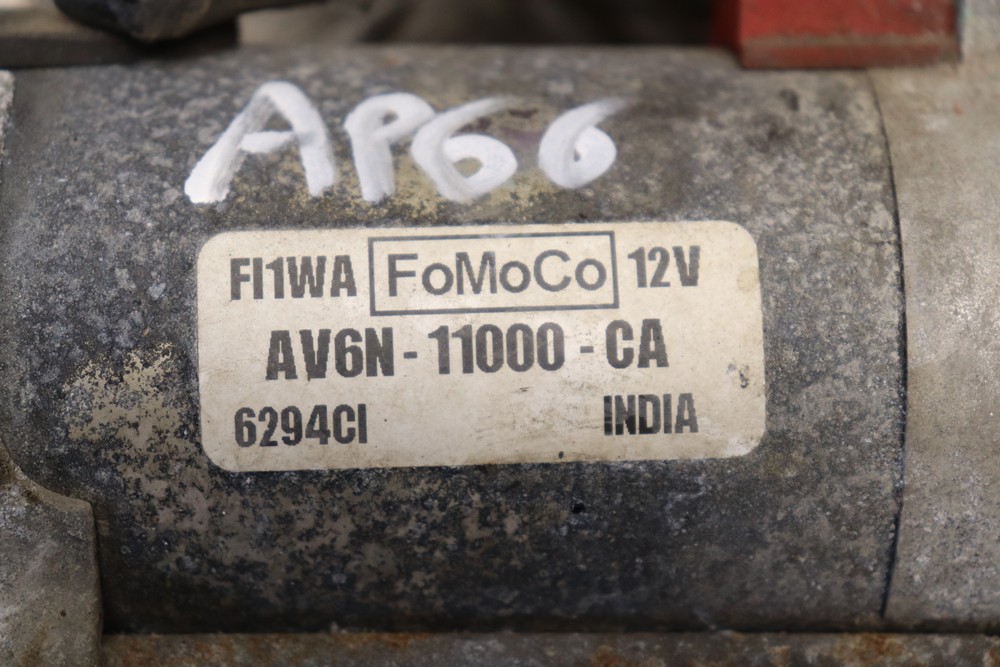 AP66
FI1WA FoMoCo 12V
AV6N - 11000 - CA
6294CI INDIA